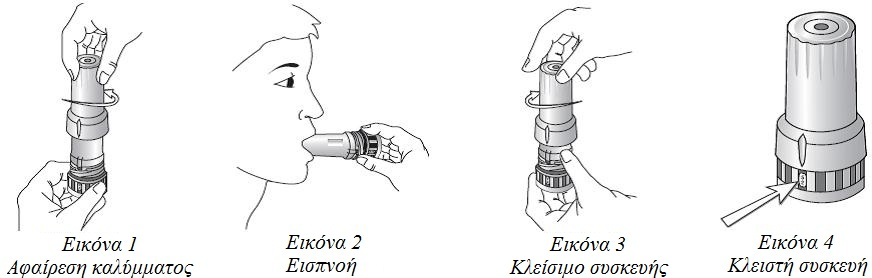 Εικόνα 1
Αφαίρεση καλύμματος
Εικόνα 2
Εισπνοή
Εικόνα 3
Κλείσιμο συσκευής
Εικόνα 4
Κλειστή συσκευή